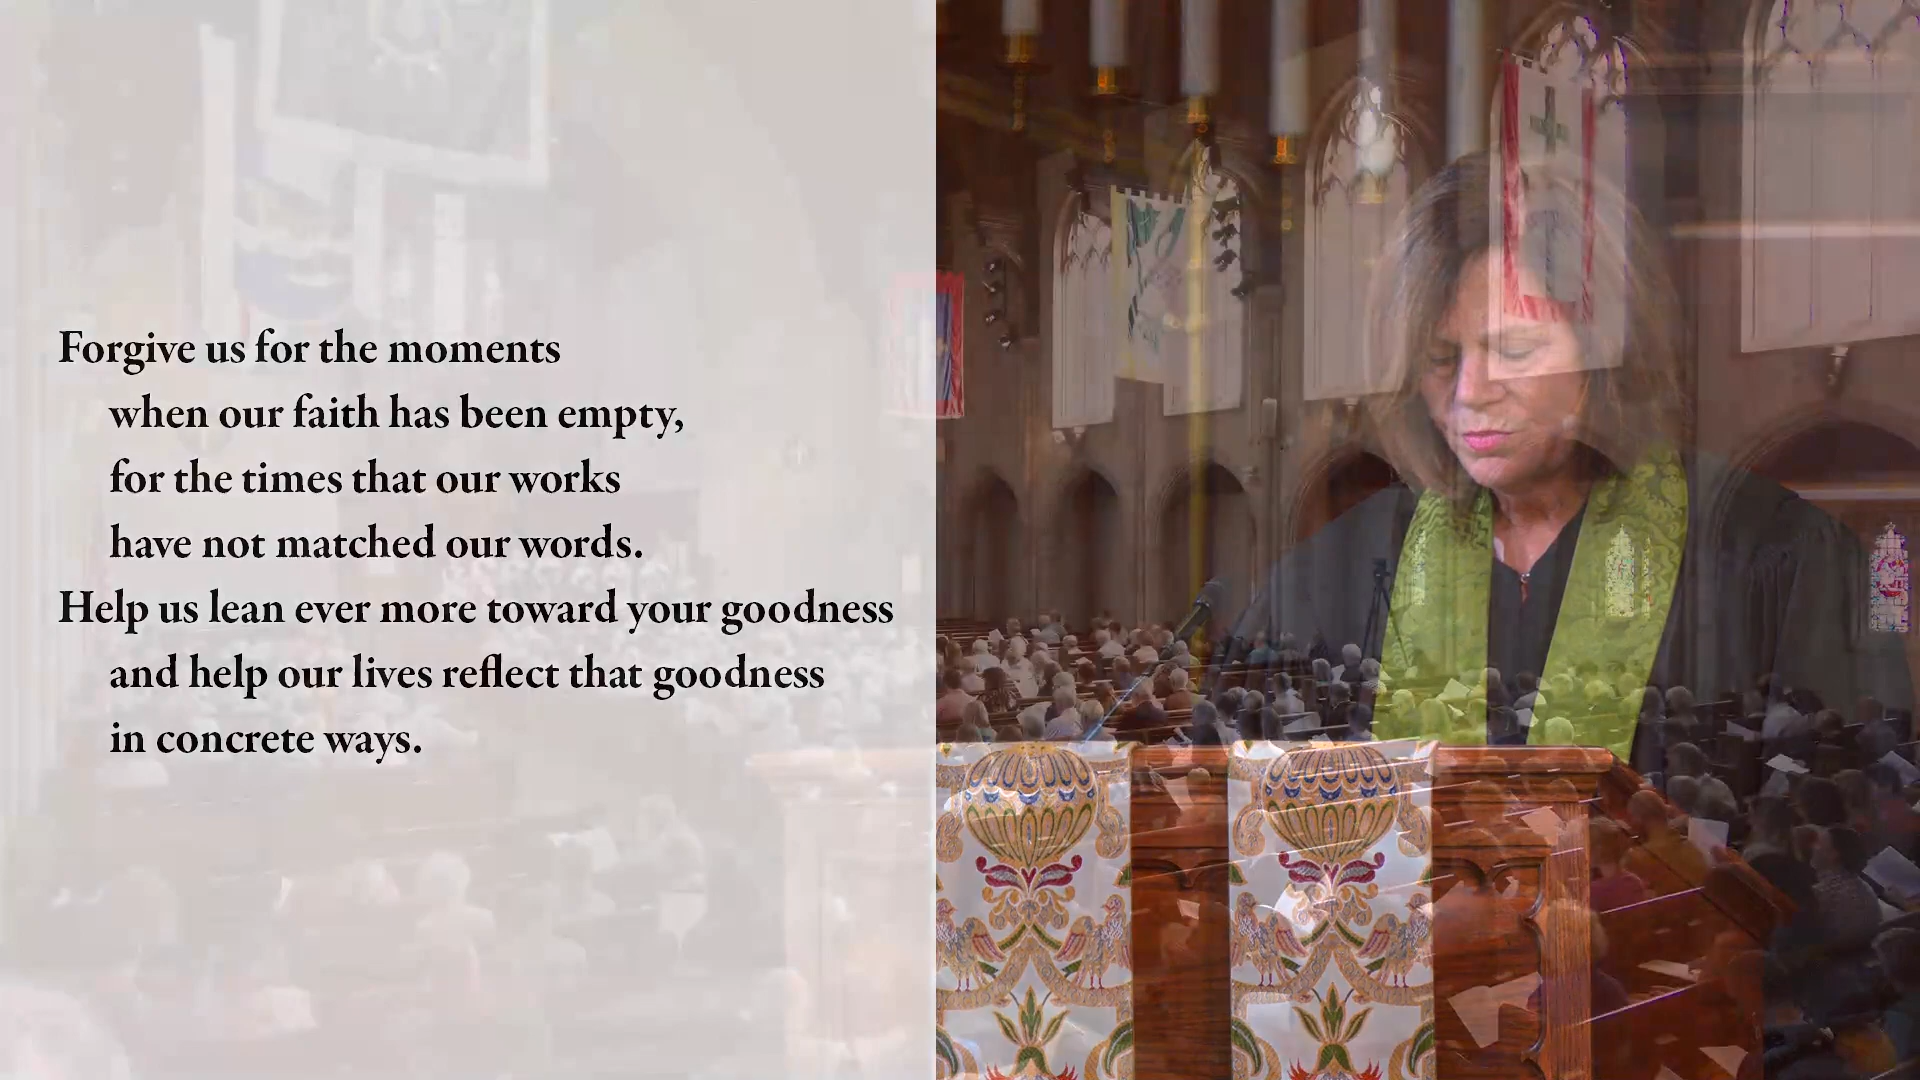 Forgive us for the moments
when our faith has been empty,
for the times that our works
have not matched our words.
Help us lean ever more toward your goodness
and help our lives reflect that goodness
in concrete ways.